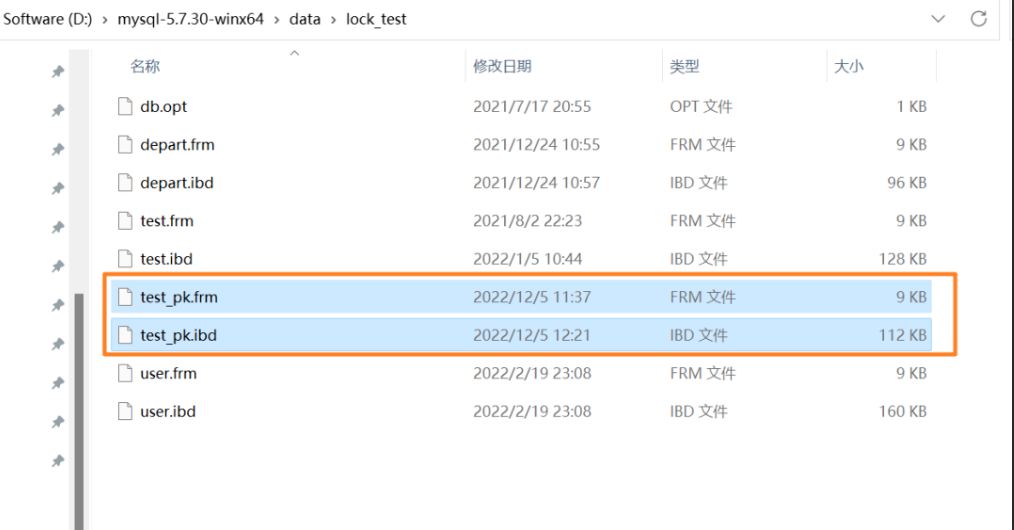 Software (D:) › mysql-5.7.30-winx64 › data › lock_test
名称 修改日期 类型 大小
db.opt 2021/7/17 20:55 OPT 文件 1 KB
depart.frm 2021/12/24 10:55 FRM 文件 9 KB
depart.ibd 2021/12/24 10:57 IBD 文件 96 KB
test.frm 2021/8/2 22:23 FRM 文件 9 KB
test.ibd 2022/1/5 10:44 IBD 文件 128 KB
test_pk.frm 2022/12/5 11:37 FRM 文件 9 KB
test_pk.ibd 2022/12/5 12:21 IBD 文件 112 KB
user.frm 2022/2/19 23:08 FRM 文件 9 KB
user.ibd 2022/2/19 23:08 IBD 文件 160 KB